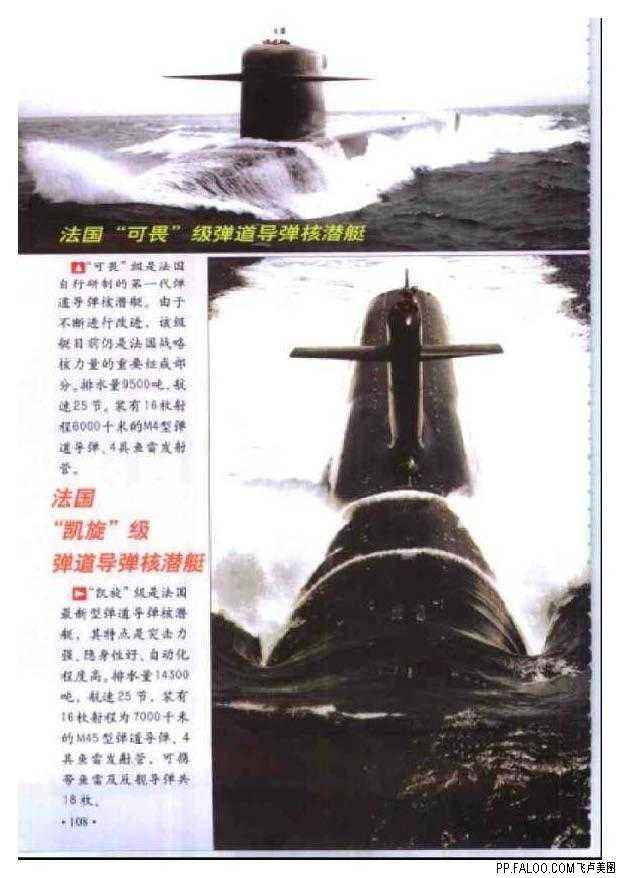 法国“可畏”级弹道导弹核潜艇
“可畏”级是法国
自行研制的第一代弹
道导弹核潜艇。由于
不断进行改进，该级
艇目前仍是法国战略
核力量的重要组成部
分。排水量9500吨，航
速25节。装有16枚射
程6000千米的M4型弹
道导弹、4具鱼雷发射
管。
法国
“凯旋”级
弹道导弹核潜艇
“凯旋”级是法国
最新型弹道导弹核潜
艇，其特点是突击力
强、隐身性好、自动化
程度高。排水量14300
吨，航速25节，装有
16枚射程为7000千米
的M45型弹道导弹、4
具鱼雷发射管，可携
带鱼雷及反舰导弹共
18枚。
·108·
PP.FALOO.COM飞卢美图